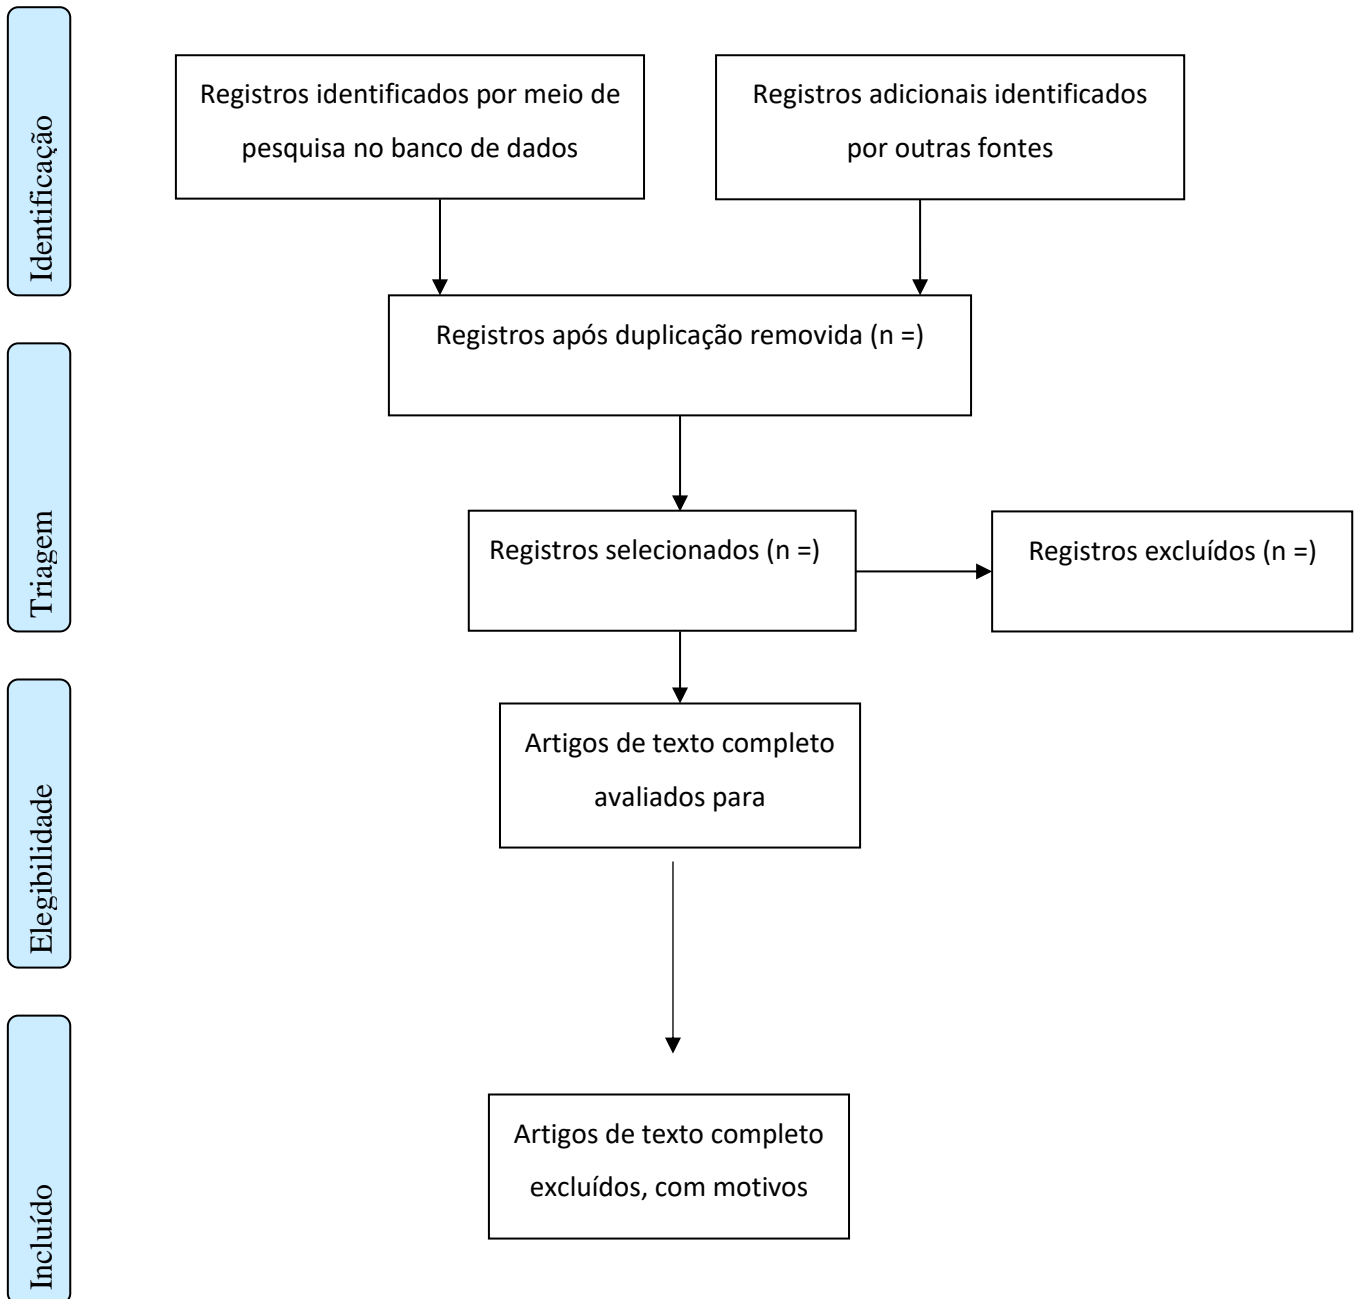 Identificação
Registros identificados por meio de
pesquisa no banco de dados
Registros adicionais identificados
por outras fontes
Registros após duplicação removida (n =)
Triagem
Registros selecionados (n =)
Registros excluídos (n =)
Elegibilidade
Artigos de texto completo
avaliados para
Incluído
Artigos de texto completo
excluídos, com motivos